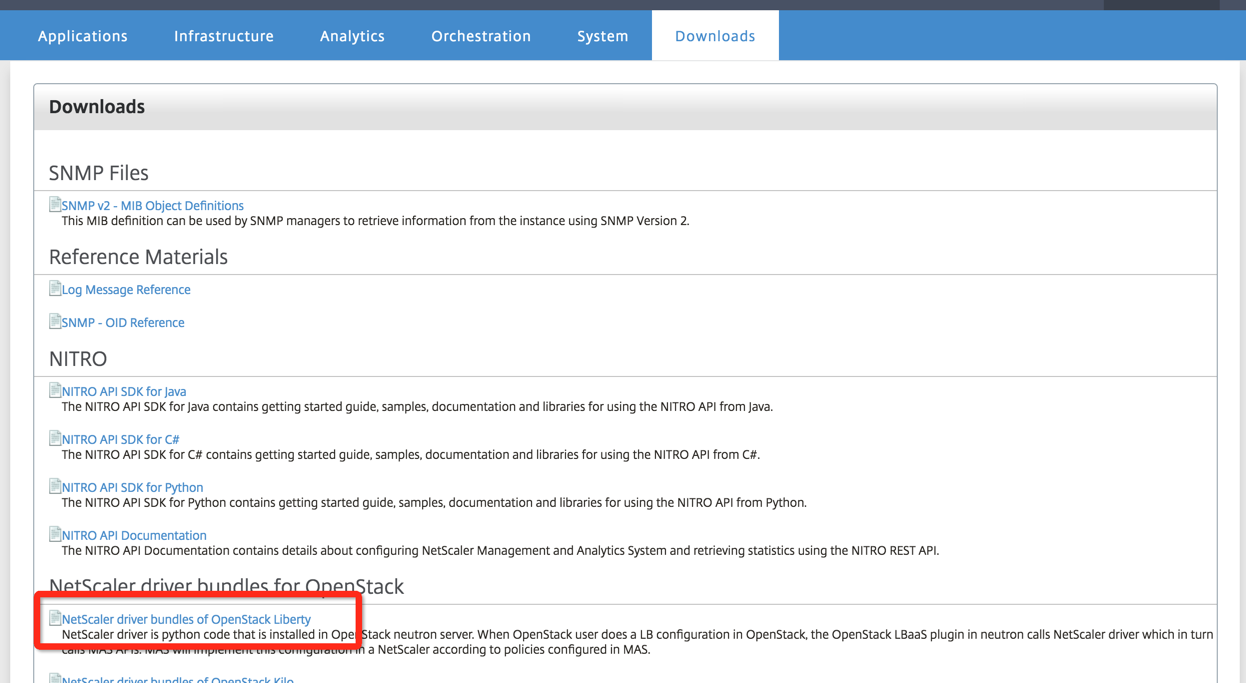 Applications Infrastructure Analytics Orchestration System Downloads
Downloads
SNMP Files
SNMP v2 - MIB Object Definitions
This MIB definition can be used by SNMP managers to retrieve information from the instance using SNMP Version 2.
Reference Materials
Log Message Reference
SNMP - OID Reference
NITRO
NITRO API SDK for Java
The NITRO API SDK for Java contains getting started guide, samples, documentation and libraries for using the NITRO API from Java.
NITRO API SDK for C#
The NITRO API SDK for C# contains getting started guide, samples, documentation and libraries for using the NITRO API from C#.
NITRO API SDK for Python
The NITRO API SDK for Python contains getting started guide, samples, documentation and libraries for using the NITRO API from Python.
NITRO API Documentation
The NITRO API Documentation contains details about configuring NetScaler Management and Analytics System and retrieving statistics using the NITRO REST API.
NetScaler driver bundles for OpenStack
NetScaler driver bundles of OpenStack Liberty
NetScaler driver is python code that is installed in OpenStack neutron server. When OpenStack user does a LB configuration in OpenStack, the OpenStack LBaaS plugin in neutron calls NetScaler driver which in turn
calls MAS APIs. MAS will implement this configuration in a NetScaler according to policies configured in MAS.
NetScaler driver bundles of OpenStack Kilo